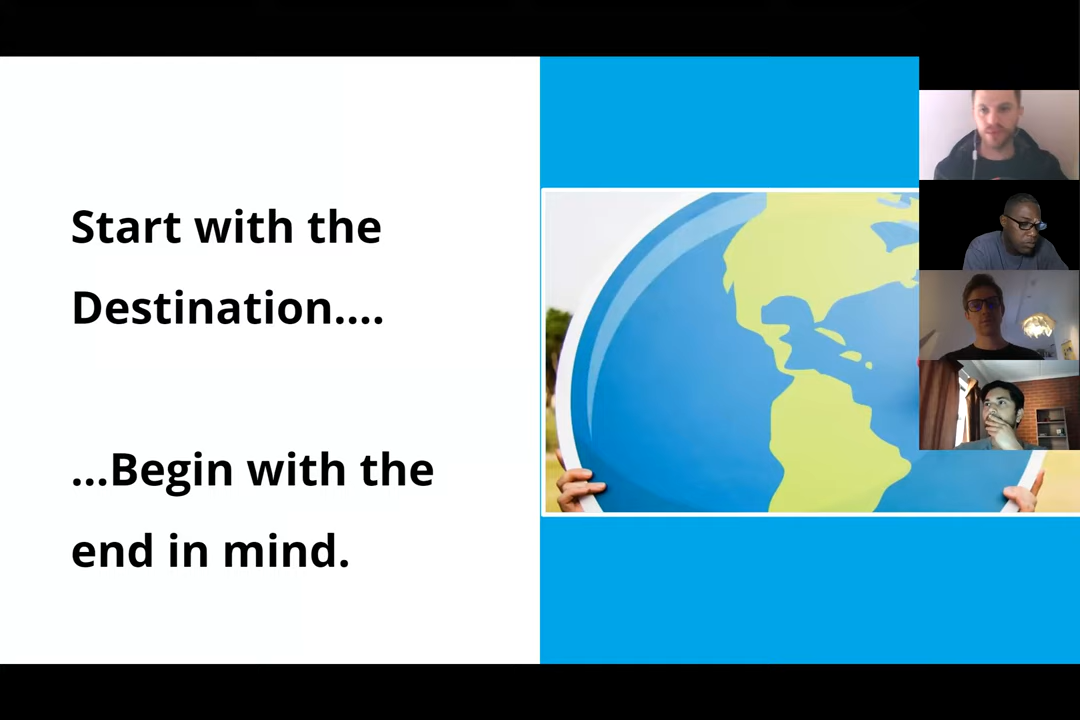 Start with the
Destination....
...Begin with the
end in mind.